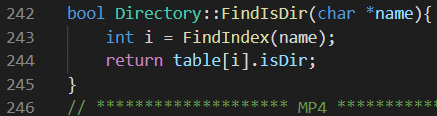 242 bool Directory::FindIsDir(char *name){
243 int i = FindIndex(name);
244 return table[i].isDir;
245 }
246 // ******************** MP4 ***********